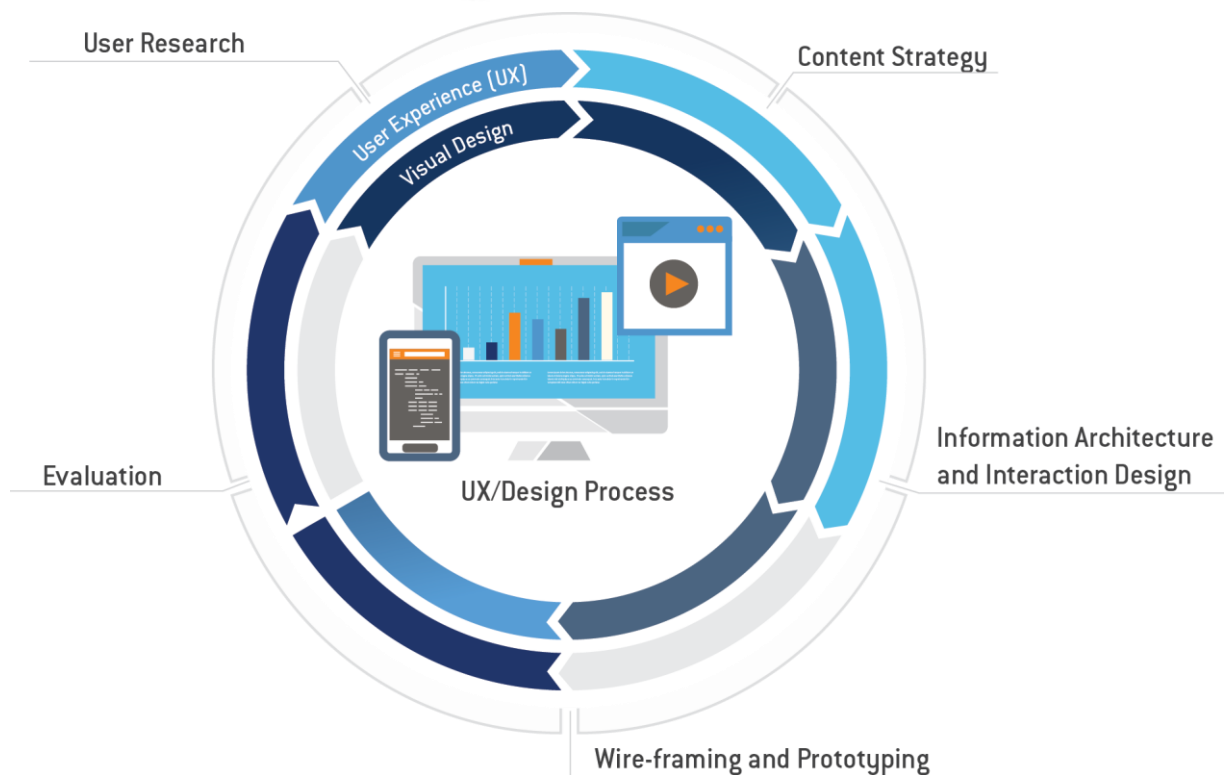 User Research
Content Strategy
User Experience (UX)
Visual Design
Information Architecture
and Interaction Design
Evaluation
UX/Design Process
Wire-framing and Prototyping